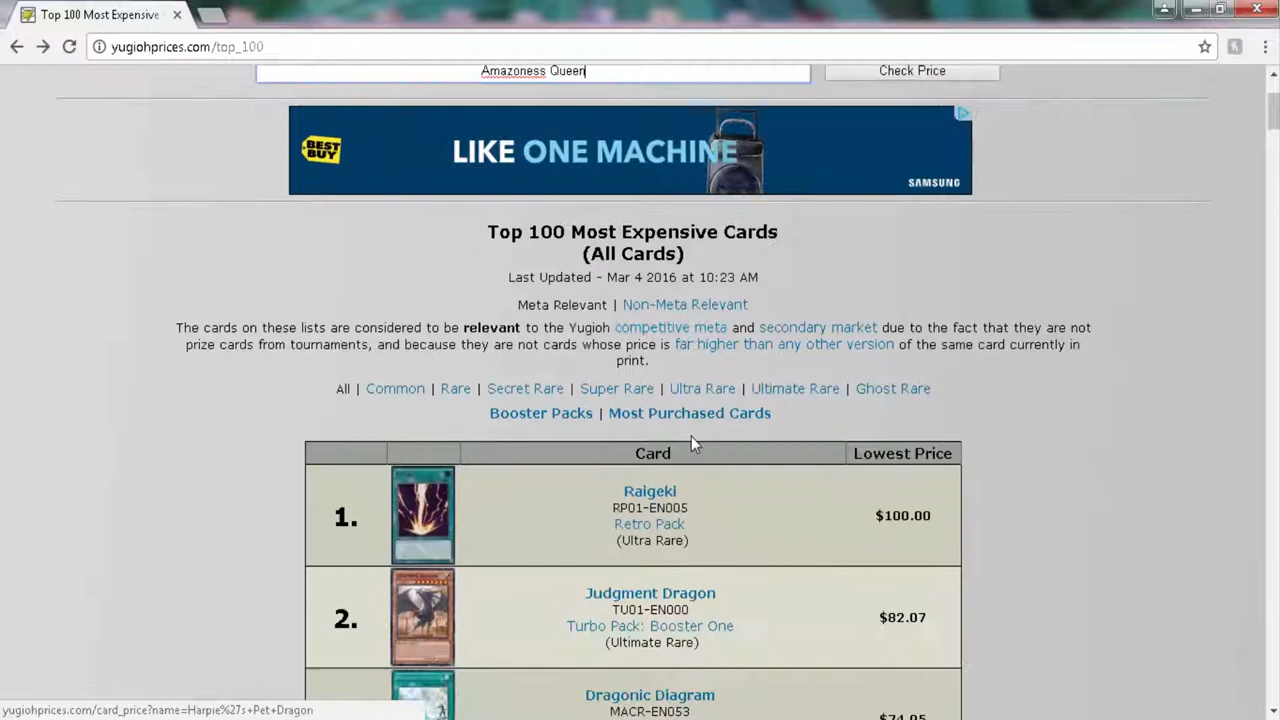 Top 100 Most Expensive
yugiohprices.com/top_100
Amazoness Queen
Check Price
BEST BUY
LIKE ONE MACHINE
SAMSUNG
Top 100 Most Expensive Cards
(All Cards)
Last Updated - Mar 4 2016 at 10:23 AM
Meta Relevant | Non-Meta Relevant
The cards on these lists are considered to be relevant to the Yugioh competitive meta and secondary market due to the fact that they are not
prize cards from tournaments, and because they are not cards whose price is far higher than any other version of the same card currently in
print.
All | Common | Rare | Secret Rare | Super Rare | Ultra Rare | Ultimate Rare | Ghost Rare
Booster Packs | Most Purchased Cards
Card Lowest Price
1. Raigeki
RP01-EN005
Retro Pack
(Ultra Rare)
$100.00
2. Judgment Dragon
TU01-EN000
Turbo Pack: Booster One
(Ultimate Rare)
$82.07
Dragonic Diagram
MACR-EN053
$74.05
yugiohprices.com/card_price?name=Harpie%27s+Pet+Dragon